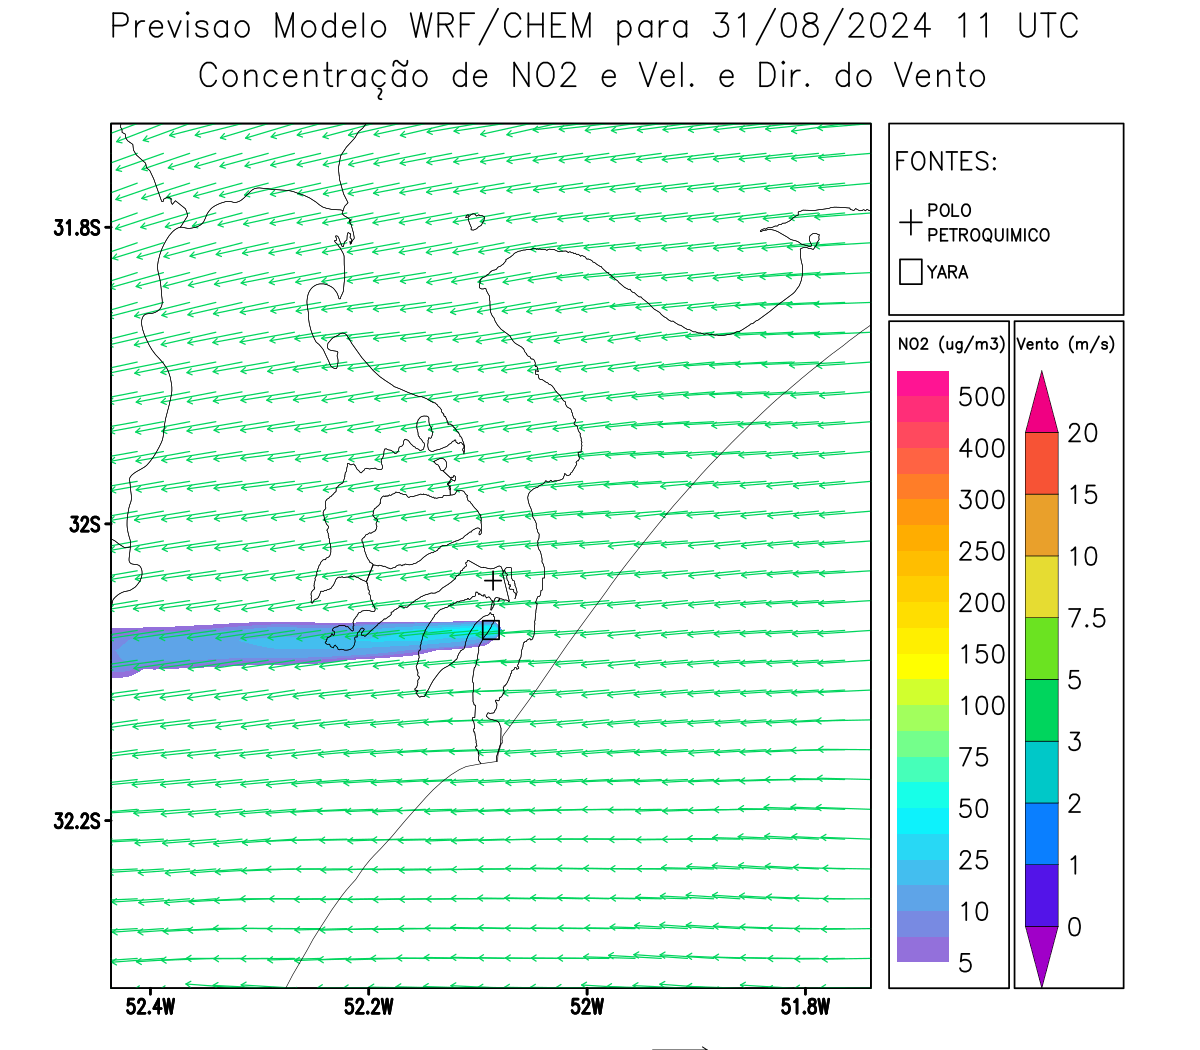 Previsao Modelo WRF/CHEM para 31/08/2024 11 UTC
Concentração de NO2 e Vel. e Dir. do Vento
FONTES:
POLO
PETROQUIMICO
YARA
NO2 (ug/m3)
500
400
300
250
200
150
100
75
50
25
10
5
Vento (m/s)
20
15
10
7.5
5
3
2
1
0
31.8S
32S
32.2S
52.4W
52.2W
52W
51.8W